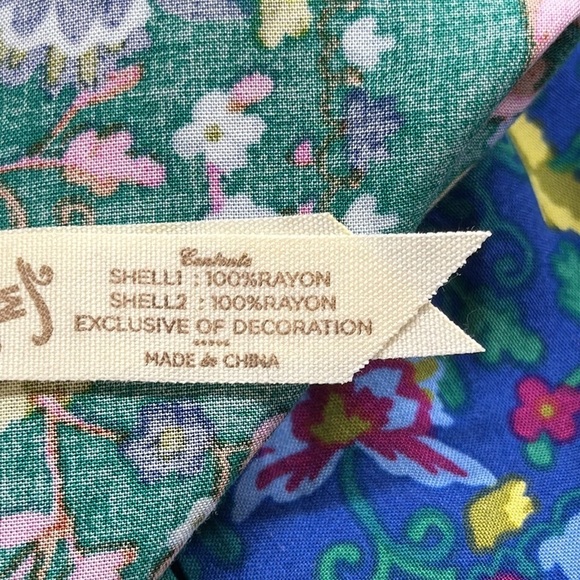 Contents
SHELL1 : 100%RAYON
SHELL2 : 100%RAYON
EXCLUSIVE OF DECORATION
MADE in CHINA